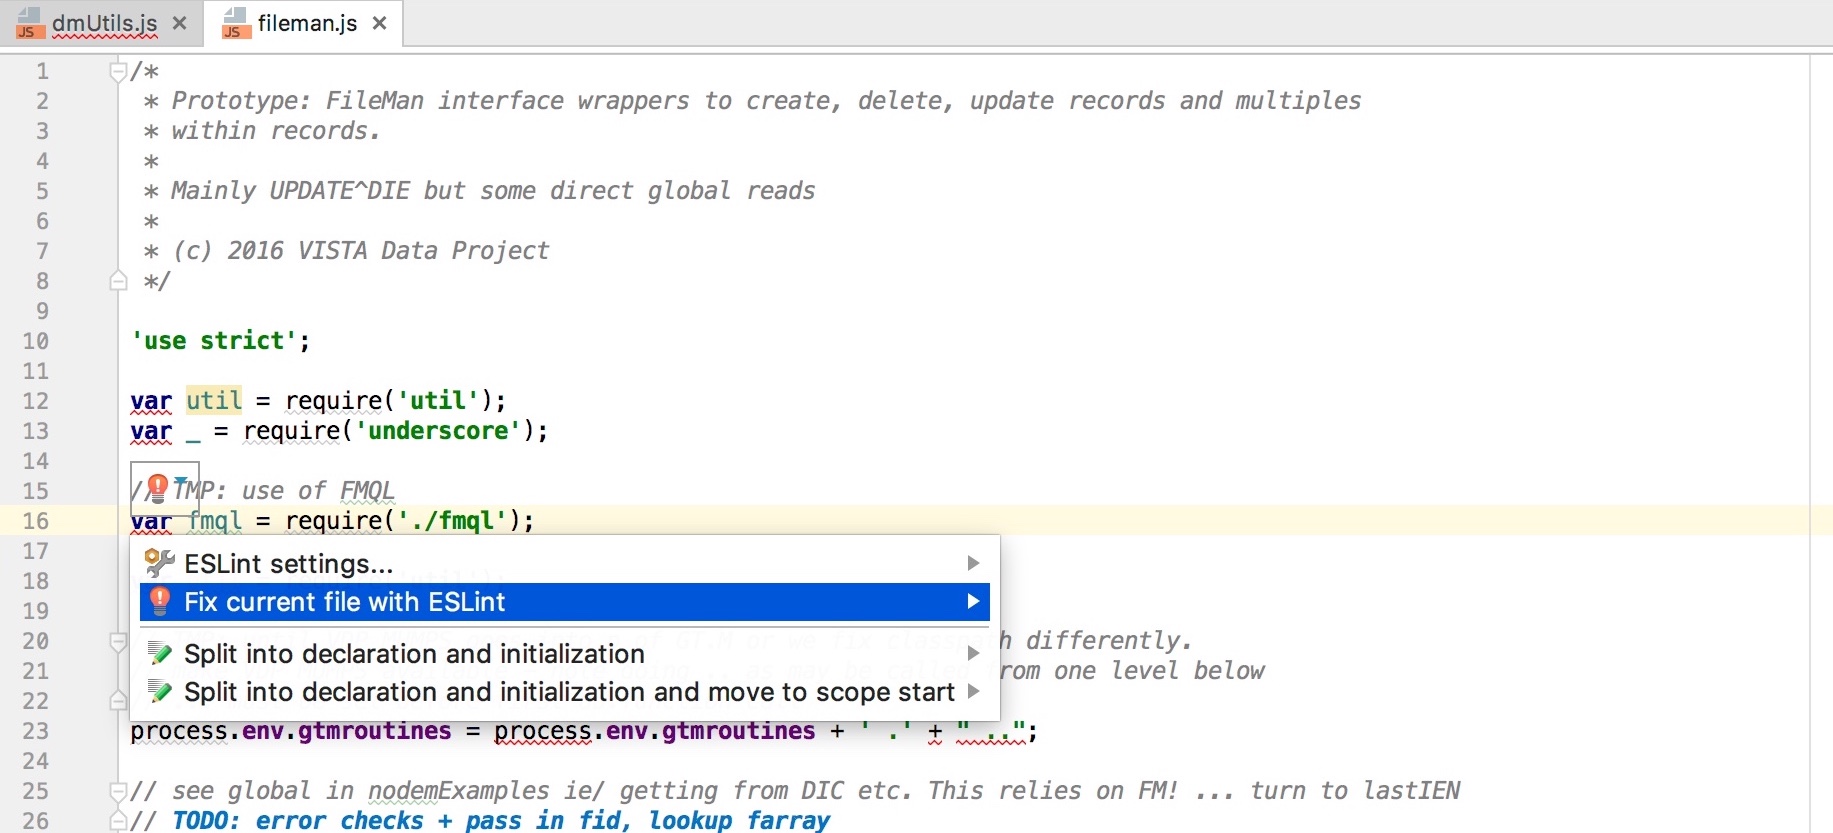 JS dmUtils.js × JS fileman.js ×
1 /*
2 * Prototype: FileMan interface wrappers to create, delete, update records and multiples
3 * within records.
4 *
5 * Mainly UPDATE^DIE but some direct global reads
6 *
7 * (c) 2016 VISTA Data Project
8 */
9
10 'use strict';
11
12 var util = require('util');
13 var _ = require('underscore');
14
15 // TMP: use of FMQL
16 var fmql = require('./fmql');
17
ESLint settings...
18
Fix current file with ESLint
19
20 differently.
Split into declaration and initialization
21 from one level below
22
Split into declaration and initialization and move to scope start
23 process.env.gtmroutines = process.env.gtmroutines + ' .' + " ..";
24
25 // see global in nodemExamples ie/ getting from DIC etc. This relies on FM! ... turn to lastIEN
26 // TODO: error checks + pass in fid, lookup farray